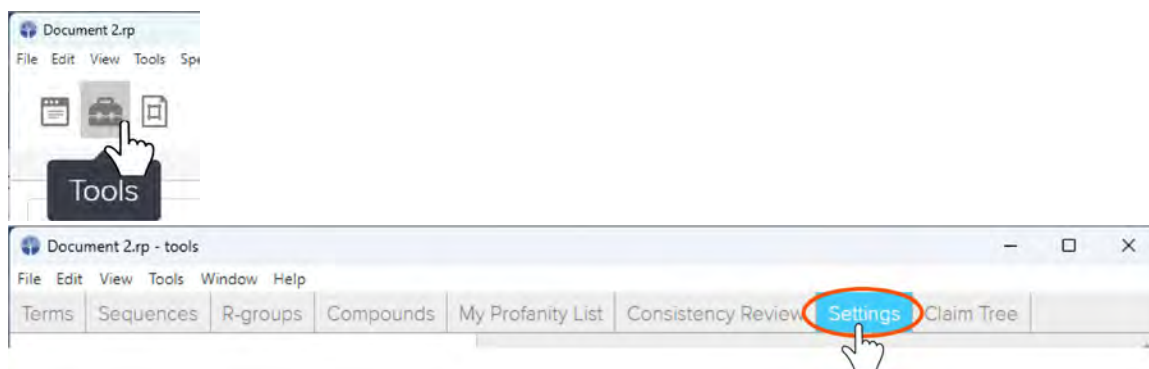 Document 2.rp
File Edit View Tools Spe
Tools
Document 2.rp - tools
File Edit View Tools Window Help
Terms Sequences R-groups Compounds My Profanity List Consistency Review Settings Claim Tree